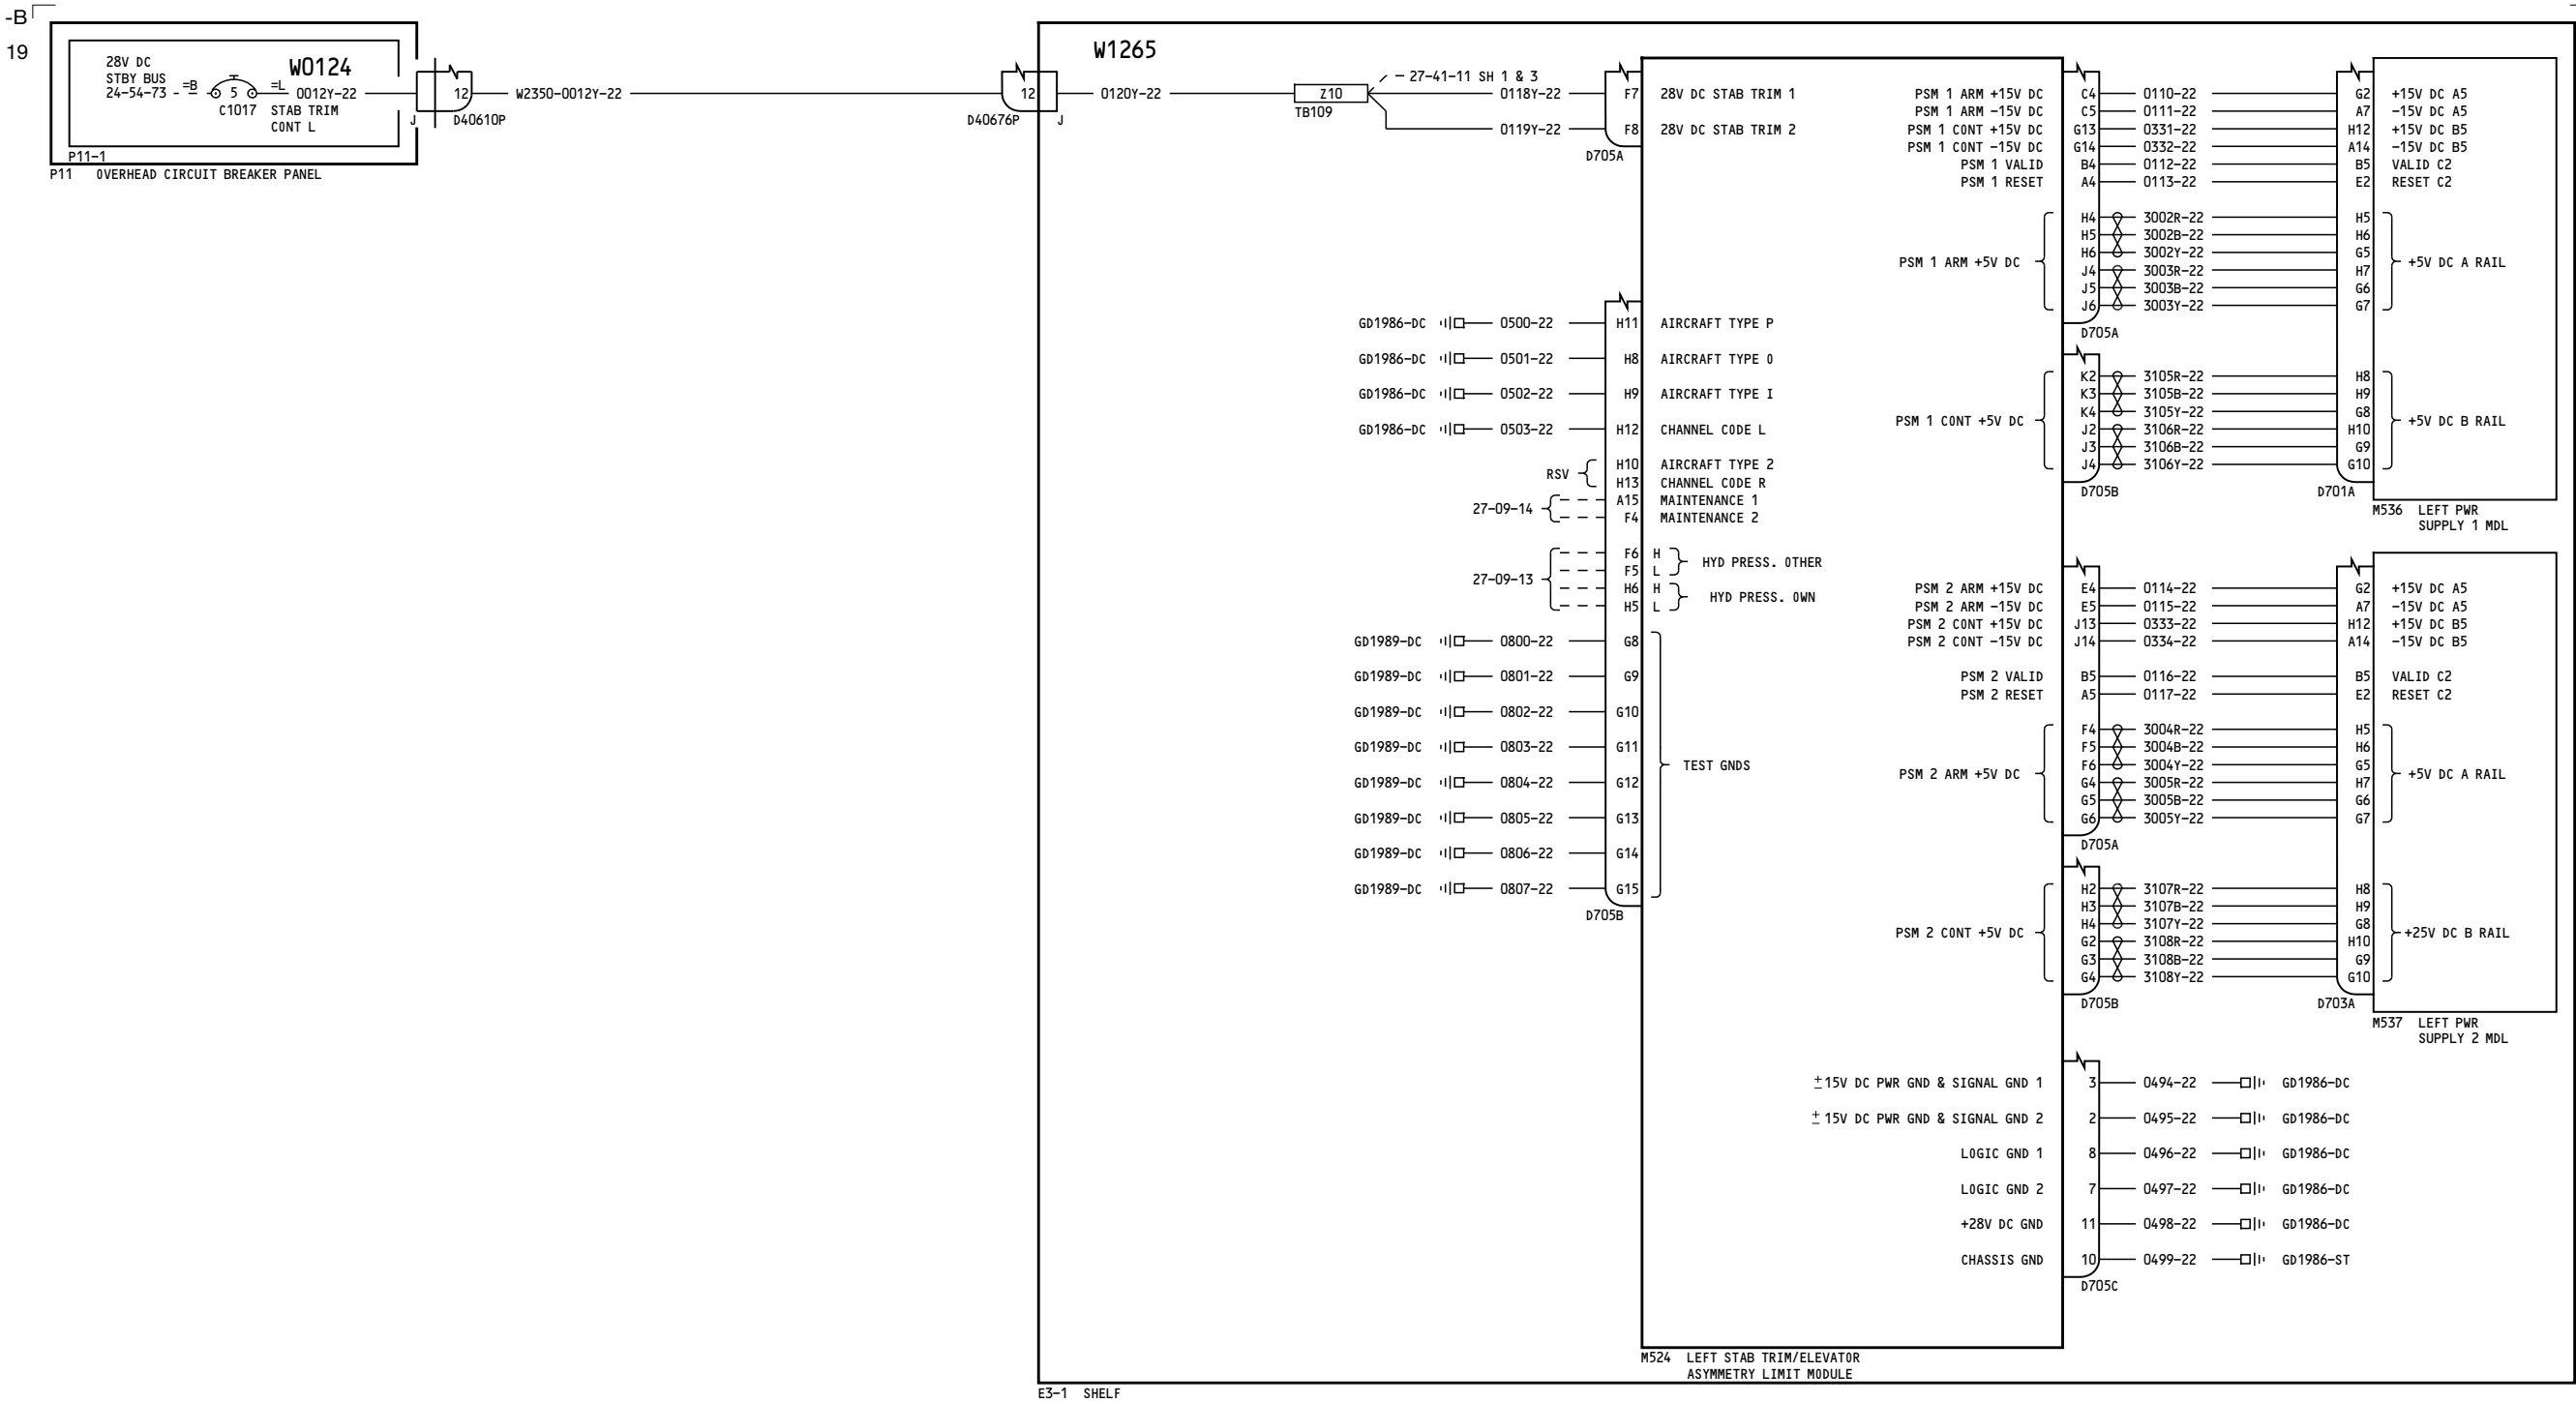 -B
19
28V DC
STBY BUS
24-54-73
=B
5
=L
C1017
W0124
0012Y-22
STAB TRIM
CONT L
12
J
D40610P
P11-1
P11 OVERHEAD CIRCUIT BREAKER PANEL
W2350-0012Y-22
12
D40676P
J
W1265
0120Y-22
Z10
TB109
27-41-11 SH 1 & 3
0118Y-22 F7 28V DC STAB TRIM 1
0119Y-22 F8 28V DC STAB TRIM 2
D705A
GD1986-DC 0500-22 H11 AIRCRAFT TYPE P
GD1986-DC 0501-22 H8 AIRCRAFT TYPE 0
GD1986-DC 0502-22 H9 AIRCRAFT TYPE I
GD1986-DC 0503-22 H12 CHANNEL CODE L
RSV
H10 AIRCRAFT TYPE 2
H13 CHANNEL CODE R
27-09-14
A15 MAINTENANCE 1
F4 MAINTENANCE 2
27-09-13
F6 H
F5 L
HYD PRESS. OTHER
H6 H
H5 L
HYD PRESS. OWN
GD1989-DC 0800-22 G8
GD1989-DC 0801-22 G9
GD1989-DC 0802-22 G10
GD1989-DC 0803-22 G11
TEST GNDS
GD1989-DC 0804-22 G12
GD1989-DC 0805-22 G13
GD1989-DC 0806-22 G14
GD1989-DC 0807-22 G15
D705B
PSM 1 ARM +15V DC C4 0110-22 G2 +15V DC A5
PSM 1 ARM -15V DC C5 0111-22 A7 -15V DC A5
PSM 1 CONT +15V DC G13 0331-22 H12 +15V DC B5
PSM 1 CONT -15V DC G14 0332-22 A14 -15V DC B5
PSM 1 VALID B4 0112-22 B5 VALID C2
PSM 1 RESET A4 0113-22 E2 RESET C2
H4 3002R-22 H5
H5 3002B-22 H6
H6 3002Y-22 G5
PSM 1 ARM +5V DC +5V DC A RAIL
J4 3003R-22 H7
J5 3003B-22 G6
J6 3003Y-22 G7
D705A
K2 3105R-22 H8
K3 3105B-22 H9
K4 3105Y-22 G8
PSM 1 CONT +5V DC +5V DC B RAIL
J2 3106R-22 H10
J3 3106B-22 G9
J4 3106Y-22 G10
D705B D701A
M536 LEFT PWR
SUPPLY 1 MDL
PSM 2 ARM +15V DC E4 0114-22 G2 +15V DC A5
PSM 2 ARM -15V DC E5 0115-22 A7 -15V DC A5
PSM 2 CONT +15V DC J13 0333-22 H12 +15V DC B5
PSM 2 CONT -15V DC J14 0334-22 A14 -15V DC B5
PSM 2 VALID B5 0116-22 B5 VALID C2
PSM 2 RESET A5 0117-22 E2 RESET C2
F4 3004R-22 H5
F5 3004B-22 H6
F6 3004Y-22 G5
PSM 2 ARM +5V DC +5V DC A RAIL
G4 3005R-22 H7
G5 3005B-22 G6
G6 3005Y-22 G7
D705A
H2 3107R-22 H8
H3 3107B-22 H9
H4 3107Y-22 G8
PSM 2 CONT +5V DC +25V DC B RAIL
G2 3108R-22 H10
G3 3108B-22 G9
G4 3108Y-22 G10
D705B D703A
M537 LEFT PWR
SUPPLY 2 MDL
±15V DC PWR GND & SIGNAL GND 1 3 0494-22 GD1986-DC
±15V DC PWR GND & SIGNAL GND 2 2 0495-22 GD1986-DC
LOGIC GND 1 8 0496-22 GD1986-DC
LOGIC GND 2 7 0497-22 GD1986-DC
+28V DC GND 11 0498-22 GD1986-DC
CHASSIS GND 10 0499-22 GD1986-ST
D705C
M524 LEFT STAB TRIM/ELEVATOR
ASYMMETRY LIMIT MODULE
E3-1 SHELF